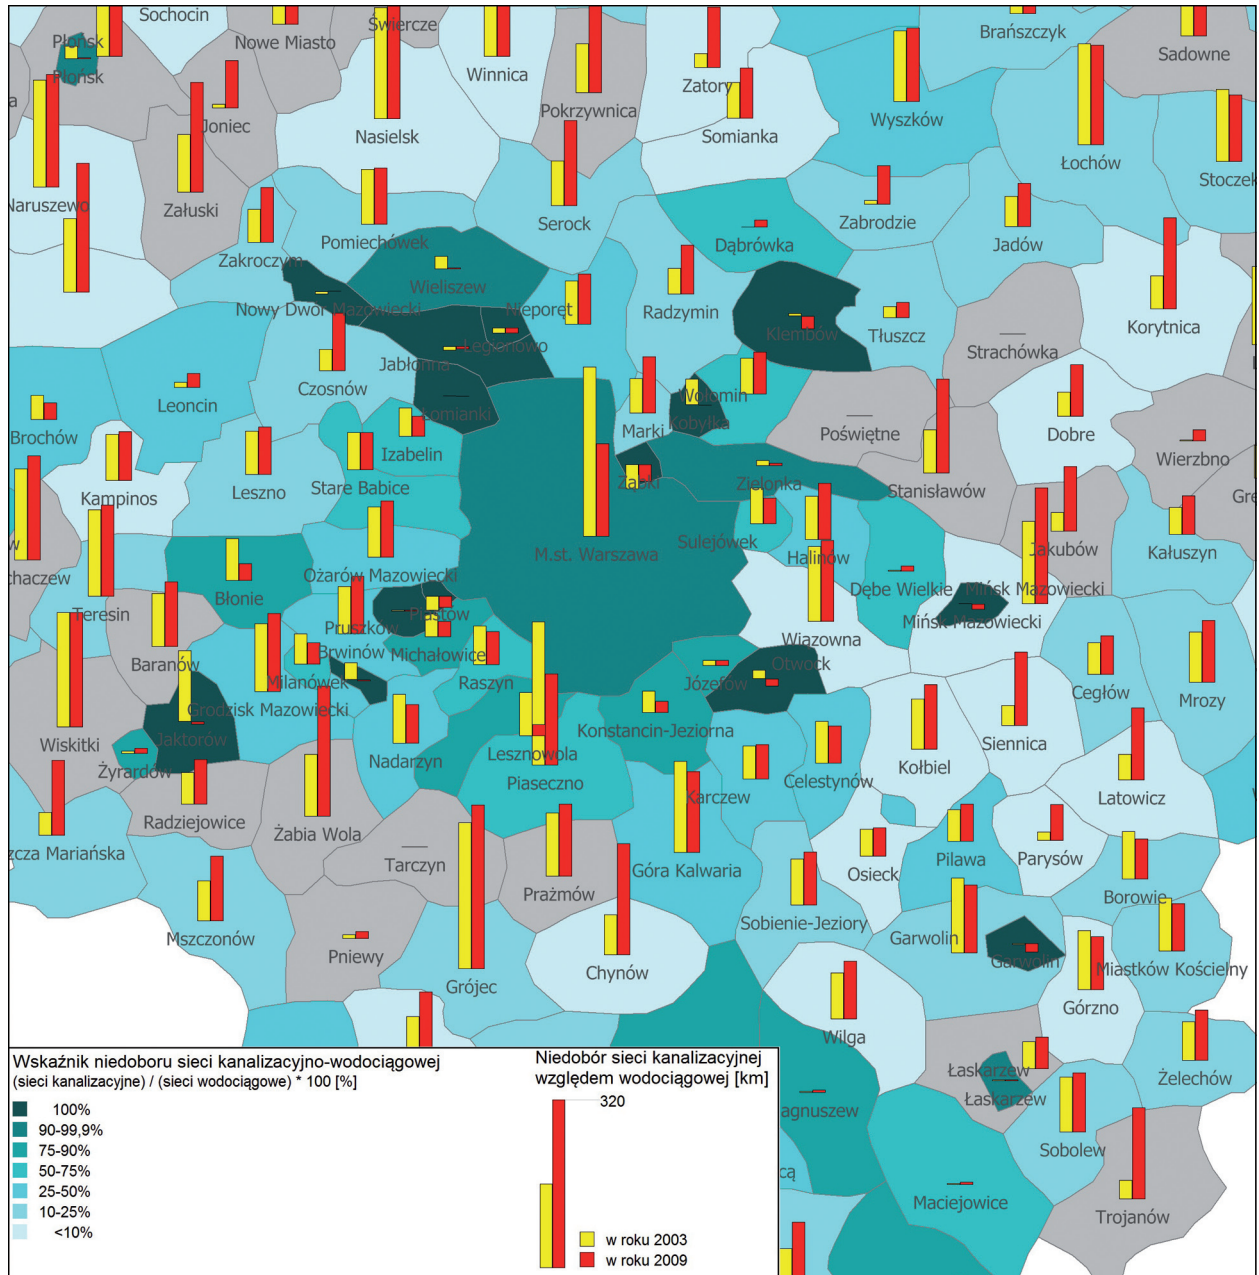 Sochocin
Świercze
Płońsk
Nowe Miasto
Brańszczyk
Sadowne
Płońsk
Winnica
Zatory
Pokrzywnica
Joniec
Nasielsk
Somianka
Wyszków
Łochów
Stoczek
Naruszewo
Załuski
Serock
Zabrodzie
Pomiechówek
Dąbrówka
Jadów
Zakroczym
Wieliszew
Nowy Dwór Mazowiecki
Nieporęt
Radzymin
Klembów
Tłuszcz
Korytnica
Legionowo
Strachówka
Jabłonna
Czosnów
Leoncin
Wołomin
Łomianki
Kobyłka
Brochów
Marki
Poświętne
Dobre
Izabelin
Wierzbno
Leszno
Stare Babice
Ząbki
Zielonka
Stanisławów
Kampinos
Gre
w
Sulejówek
Jakubów
M.st. Warszawa
Halinów
Kałuszyn
chaczew
Ożarów Mazowiecki
Błonie
Dębe Wielkie
Mińsk Mazowiecki
Teresin
Piastów
Pruszków
Wiązowna
Mińsk Mazowiecki
Baranów
Brwinów
Michałowice
Otwock
Milanówek
Raszyn
Józefów
Cegłów
Mrozy
Grodzisk Mazowiecki
Wiskitki
Jaktorów
Konstancin-Jeziorna
Siennica
Nadarzyn
Lesznowola
Żyrardów
Kołbiel
Piaseczno
Celestynów
Karczew
Latowicz
Radziejowice
Żabia Wola
zcza Mariańska
Tarczyn
Góra Kalwaria
Osieck
Pilawa
Parysów
Prażmów
Borowie
Mszczonów
Sobienie-Jeziory
Garwolin
Pniewy
Garwolin
Miastków Kościelny
Chynów
Grójec
Górzno
Wilga
Łaskarzew
Żelechów
Łaskarzew
agnuszew
Sobolew
cą
Maciejowice
Trojanów
Wskaźnik niedoboru sieci kanalizacyjno-wodociągowej
(sieci kanalizacyjne) / (sieci wodociągowe) * 100 [%]
100%
90-99,9%
75-90%
50-75%
25-50%
10-25%
<10%
Niedobór sieci kanalizacyjnej
względem wodociągowej [km]
320
w roku 2003
w roku 2009